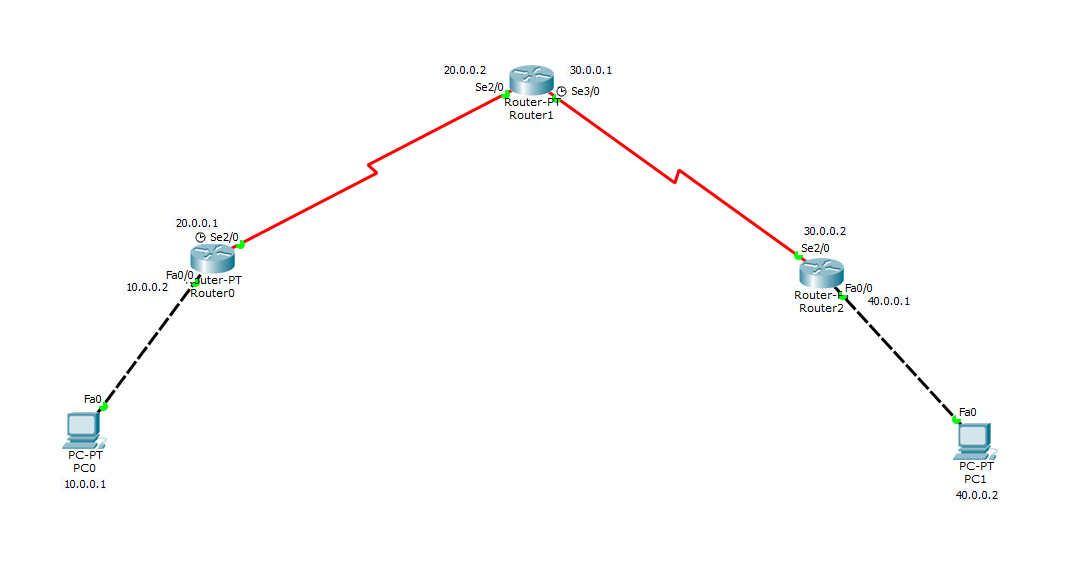 20.0.0.2
30.0.0.1
Se2/0
Se3/0
Router-PT
Router1
20.0.0.1
Se2/0
30.0.0.2
Se2/0
Fa0/0
uter-PT
10.0.0.2
Router0
Fa0/0
Router-
40.0.0.1
Router2
Fa0
PC-PT
PC0
10.0.0.1
Fa0
PC-PT
PC1
40.0.0.2